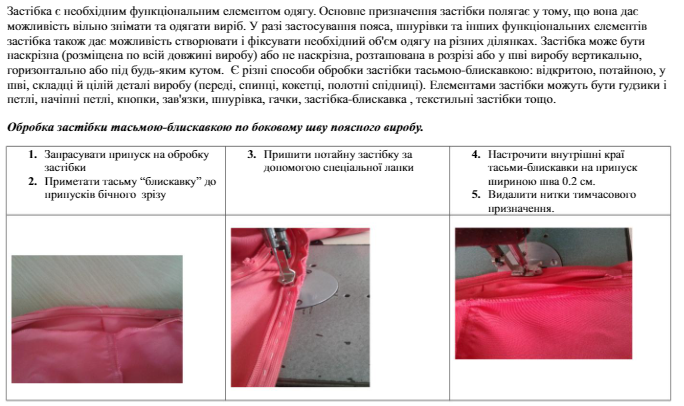 Застібка є необхідним функціональним елементом одягу. Основне призначення застібки полягає у тому, що вона дає
можливість вільно знімати та одягати виріб. У разі застосування пояса, шнурівки та інших функціональних елементів
застібка також дає можливість створювати і фіксувати необхідний об'єм одягу на різних ділянках. Застібка може бути
наскрізна (розміщена по всій довжині виробу) або не наскрізна, розташована в розрізі або у шві виробу вертикально,
горизонтально або під будь-яким кутом. Є різні способи обробки застібки тасьмою-блискавкою: відкритою, потайною, у
шві, складці й цілій деталі виробу (переді, спинці, кокетці, полотні спідниці). Елементами застібки можуть бути ґудзики і
петлі, начіпні петлі, кнопки, зав'язки, шнурівка, гачки, застібка-блискавка , текстильні застібки тощо.
Обробка застібки тасьмою-блискавкою по боковому шву поясного виробу.
1. Запрасувати припуск на обробку
застібки
2. Приметати тасьму “блискавку” до
припусків бічного зрізу
3. Пришити потайну застібку за
допомогою спеціальної лапки
4. Настрочити внутрішні краї
тасьми-блискавки на припуск
шириною шва 0.2 см.
5. Видалити нитки тимчасового
призначення.